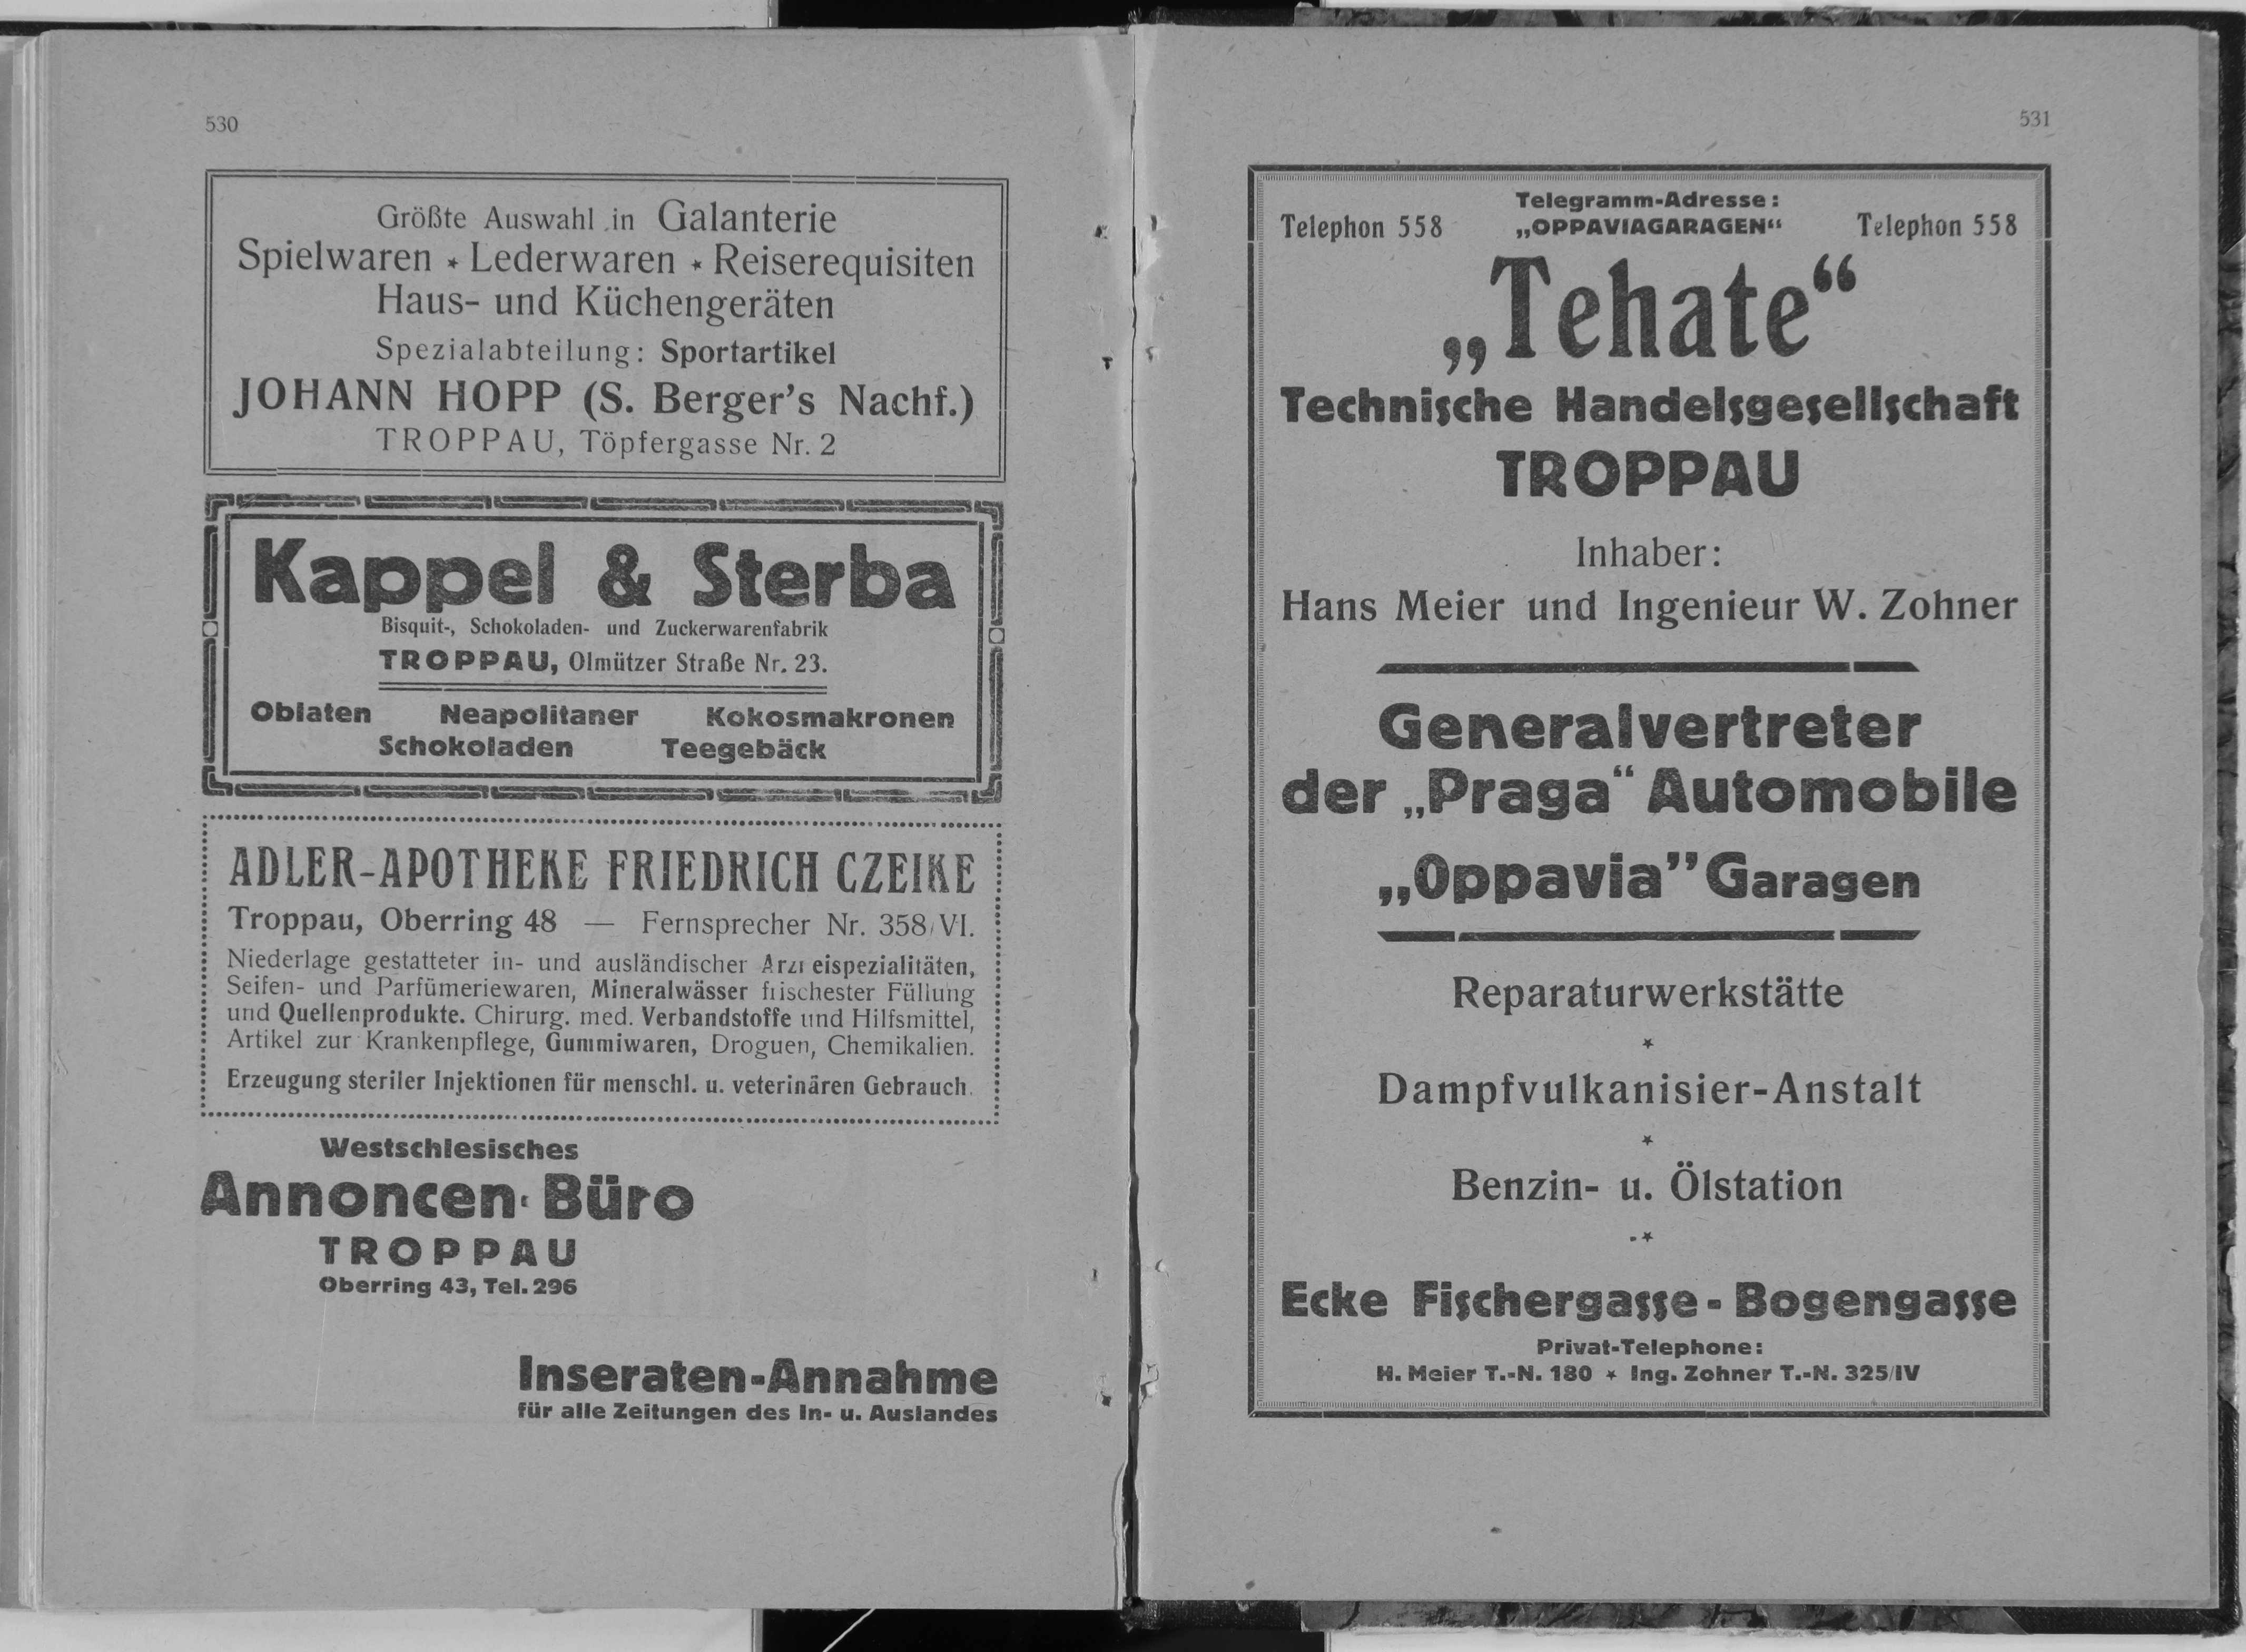 530
Größte Auswahl in Galanterie
Spielwaren ⋆ Lederwaren ⋆ Reiserequisiten
Haus- und Küchengeräten
Spezialabteilung: Sportartikel
JOHANN HOPP (S. Berger's Nachf.)
TROPPAU, Töpfergasse Nr. 2
Kappel & Sterba
Bisquit-, Schokoladen- und Zuckerwarenfabrik
TROPPAU, Olmützer Straße Nr. 23.
Oblaten Neapolitaner Kokosmakronen
Schokoladen Teegebäck
ADLER-APOTHEKE FRIEDRICH CZEIKE
Troppau, Oberring 48 — Fernsprecher Nr. 358/VI.
Niederlage gestatteter in- und ausländischer Arzneispezialitäten,
Seifen- und Parfümeriewaren, Mineralwässer frischester Füllung
und Quellenprodukte. Chirurg. med. Verbandstoffe und Hilfsmittel,
Artikel zur Krankenpflege, Gummiwaren, Droguen, Chemikalien.
Erzeugung steriler Injektionen für menschl. u. veterinären Gebrauch.
Westschlesisches
Annoncen-Büro
TROPPAU
Oberring 43, Tel. 296
Inseraten-Annahme
für alle Zeitungen des In- u. Auslandes
531
Telegramm-Adresse:
Telephon 558 „OPPAVIAGARAGEN“ Telephon 558
„Tehate“
Technische Handelsgesellschaft
TROPPAU
Inhaber:
Hans Meier und Ingenieur W. Zohner
Generalvertreter
der „Praga“ Automobile
„Oppavia” Garagen
Reparaturwerkstätte
⋆
Dampfvulkanisier-Anstalt
⋆
Benzin- u. Ölstation
⋆
Ecke Fischergasse - Bogengasse
Privat-Telephone:
H. Meier T.-N. 180 ⋆ Ing. Zohner T.-N. 325/IV